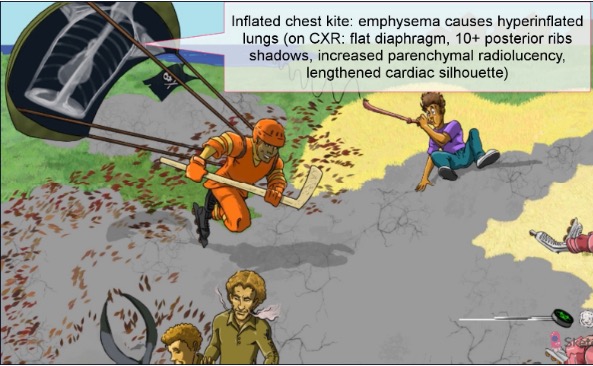 Inflated chest kite: emphysema causes hyperinflated
lungs (on CXR: flat diaphragm, 10+ posterior ribs
shadows, increased parenchymal radiolucency,
lengthened cardiac silhouette)